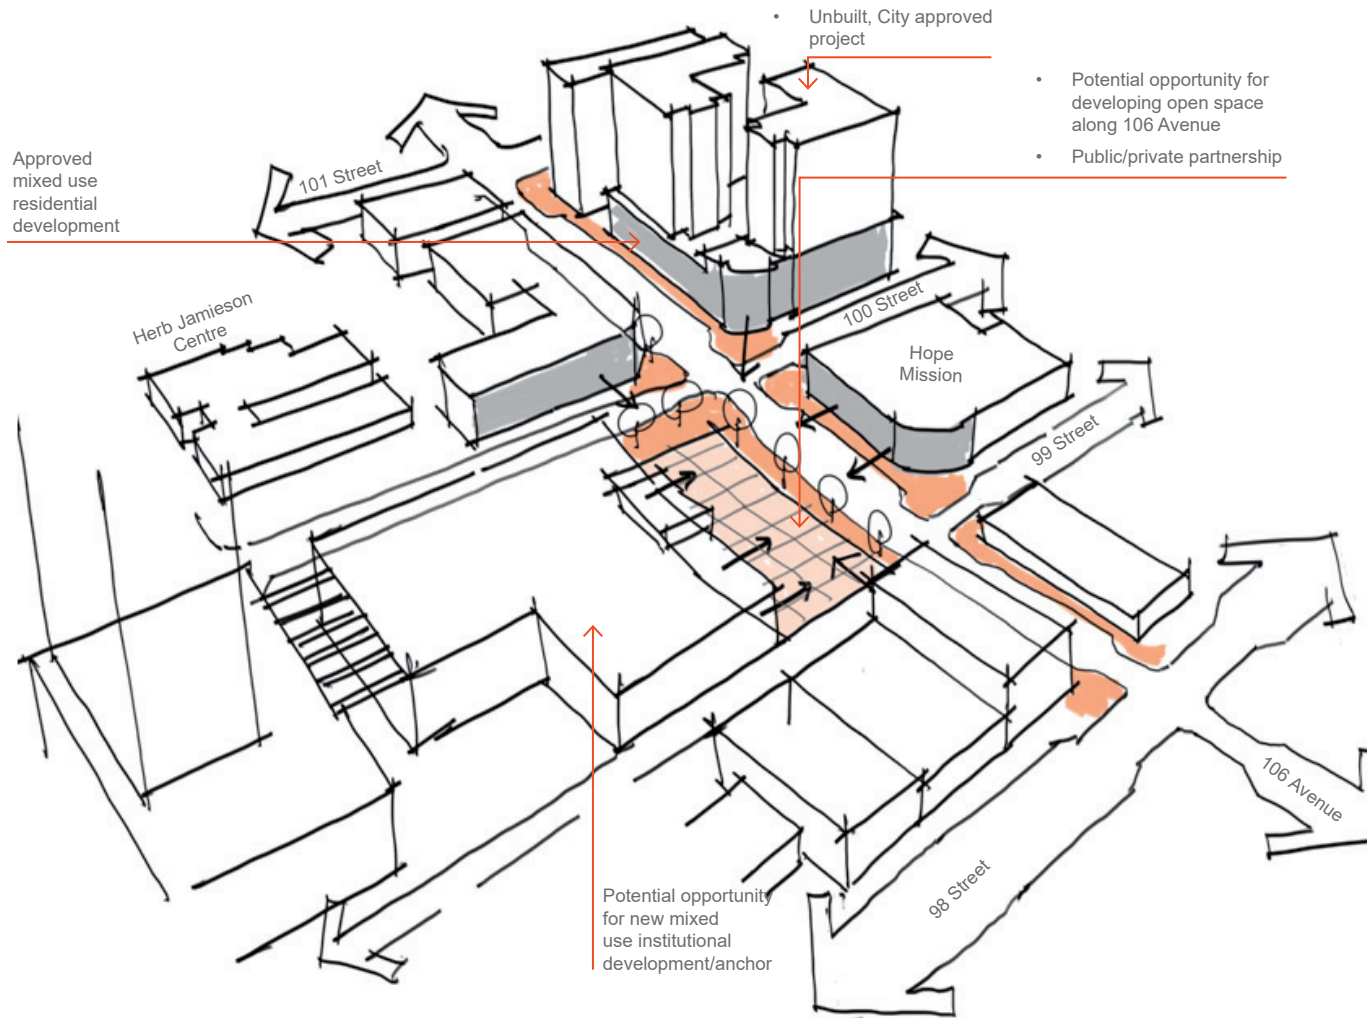 • Unbuilt, City approved
project
• Potential opportunity for
developing open space
along 106 Avenue
• Public/private partnership
Approved
mixed use
residential
development
101 Street
Herb Jamieson
Centre
100 Street
Hope
Mission
99 Street
106 Avenue
98 Street
Potential opportunity
for new mixed
use institutional
development/anchor